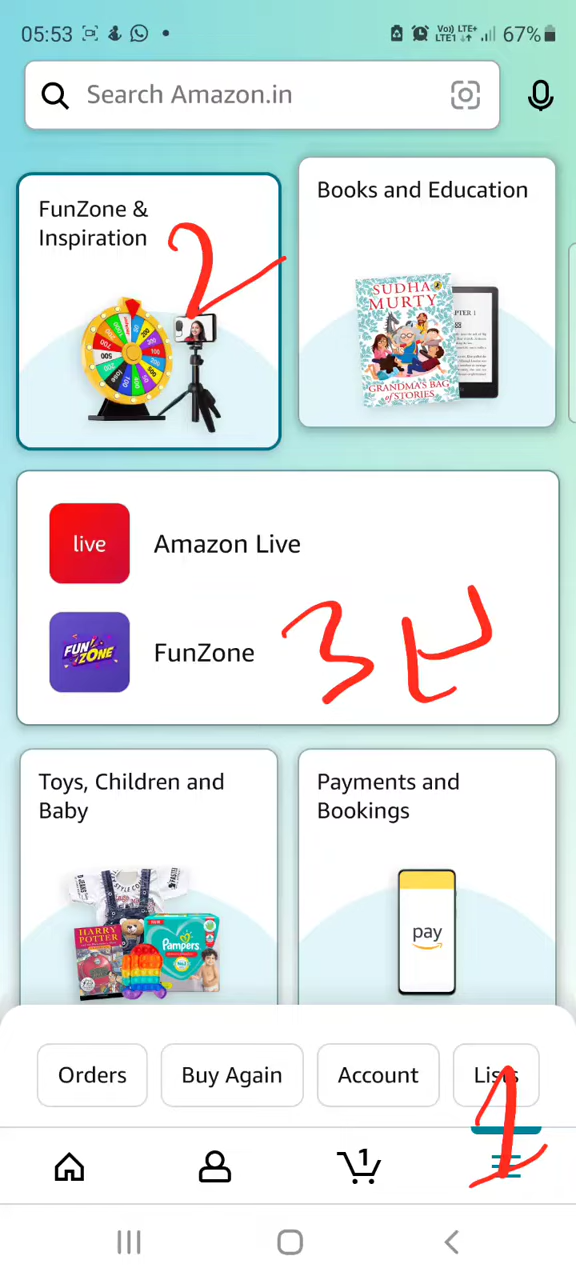 05:53
Vo) LTE+
LTE1
67%
Search Amazon.in
FunZone &
Inspiration
2
Books and Education
SUDHA
MURTY
GRANDMA'S BAG
of STORIES
live
Amazon Live
FUN ZONE
FunZone
3
Toys, Children and
Baby
HARRY
POTTER
Pampers
Payments and
Bookings
pay
Orders
Buy Again
Account
Lists
1
1